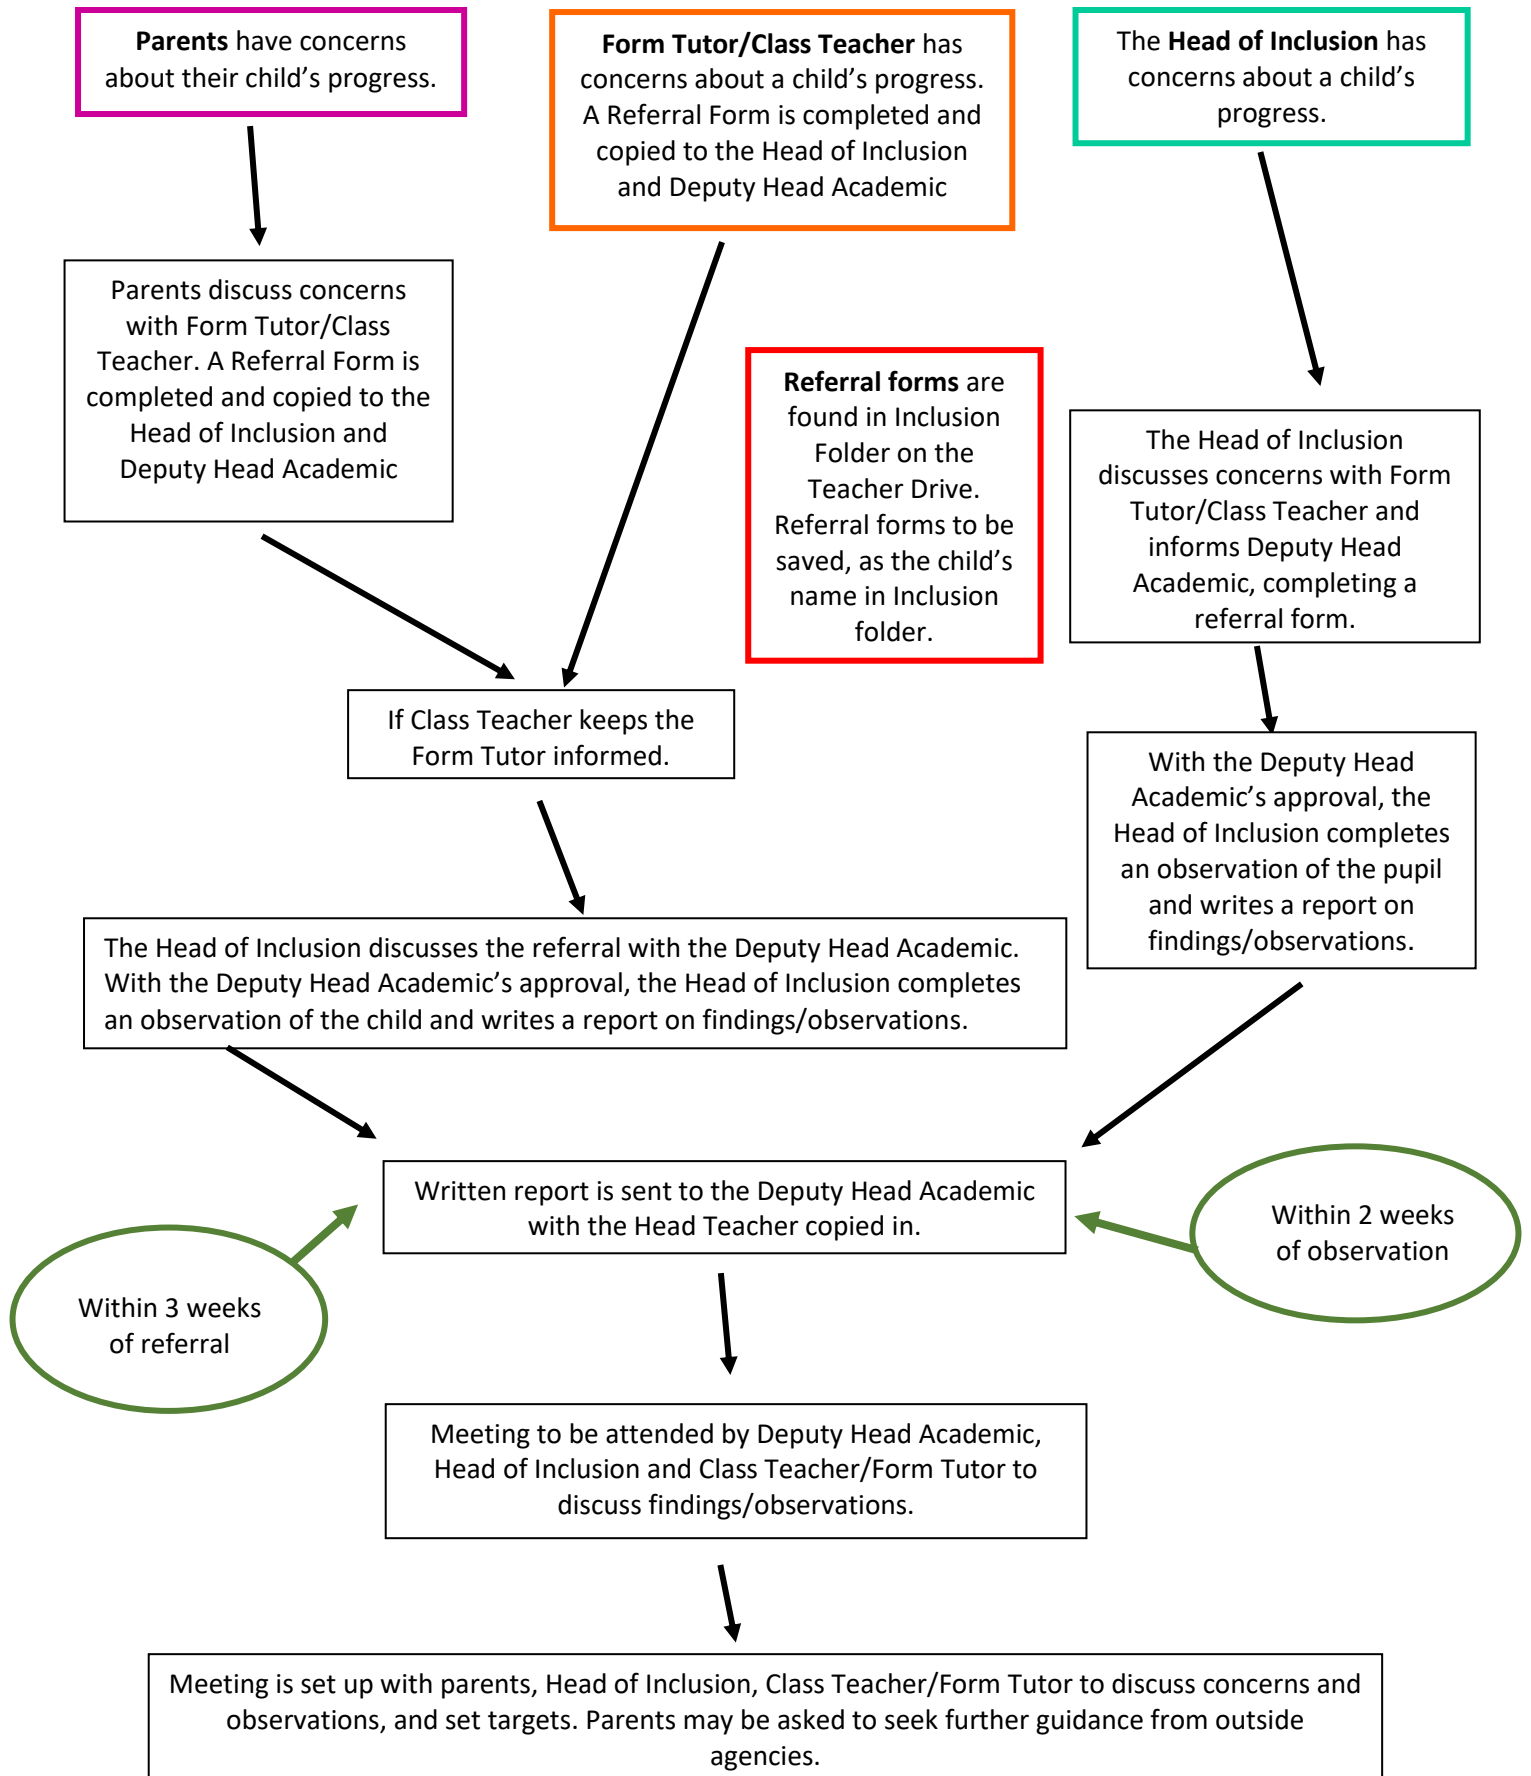 Parents have concerns
about their child’s progress.
Form Tutor/Class Teacher has
concerns about a child’s progress.
A Referral Form is completed and
copied to the Head of Inclusion
and Deputy Head Academic
The Head of Inclusion has
concerns about a child’s
progress.
Parents discuss concerns
with Form Tutor/Class
Teacher. A Referral Form is
completed and copied to the
Head of Inclusion and
Deputy Head Academic
Referral forms are
found in Inclusion
Folder on the
Teacher Drive.
Referral forms to be
saved, as the child’s
name in Inclusion
folder.
The Head of Inclusion
discusses concerns with Form
Tutor/Class Teacher and
informs Deputy Head
Academic, completing a
referral form.
If Class Teacher keeps the
Form Tutor informed.
With the Deputy Head
Academic’s approval, the
Head of Inclusion completes
an observation of the pupil
and writes a report on
findings/observations.
The Head of Inclusion discusses the referral with the Deputy Head Academic.
With the Deputy Head Academic’s approval, the Head of Inclusion completes
an observation of the child and writes a report on findings/observations.
Written report is sent to the Deputy Head Academic
with the Head Teacher copied in.
Within 2 weeks
of observation
Within 3 weeks
of referral
Meeting to be attended by Deputy Head Academic,
Head of Inclusion and Class Teacher/Form Tutor to
discuss findings/observations.
Meeting is set up with parents, Head of Inclusion, Class Teacher/Form Tutor to discuss concerns and
observations, and set targets. Parents may be asked to seek further guidance from outside
agencies.